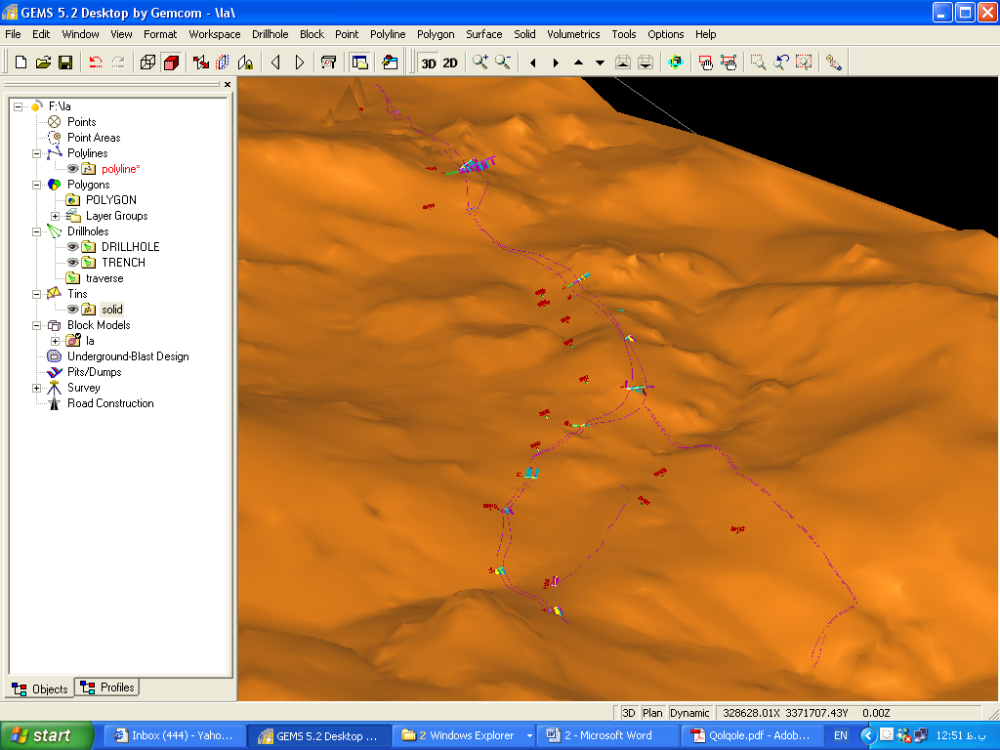 GEMS 5.2 Desktop by Gemcom - \la\
File Edit Window View Format Workspace Drillhole Block Point Polyline Polygon Surface Solid Volumetrics Tools Options Help
3D 2D
F:\la
Points
Point Areas
Polylines
polyline*
Polygons
POLYGON
Layer Groups
Drillholes
DRILLHOLE
TRENCH
traverse
Tins
solid
Block Models
la
Underground-Blast Design
Pits/Dumps
Survey
Road Construction
Objects Profiles
3D Plan Dynamic 328628.01X 3371707.43Y 0.00Z
start Inbox (444) - Yaho... GEMS 5.2 Desktop ... 2 Windows Explorer 2 - Microsoft Word Qolqole.pdf - Adob... EN 12:51 ب.ظ